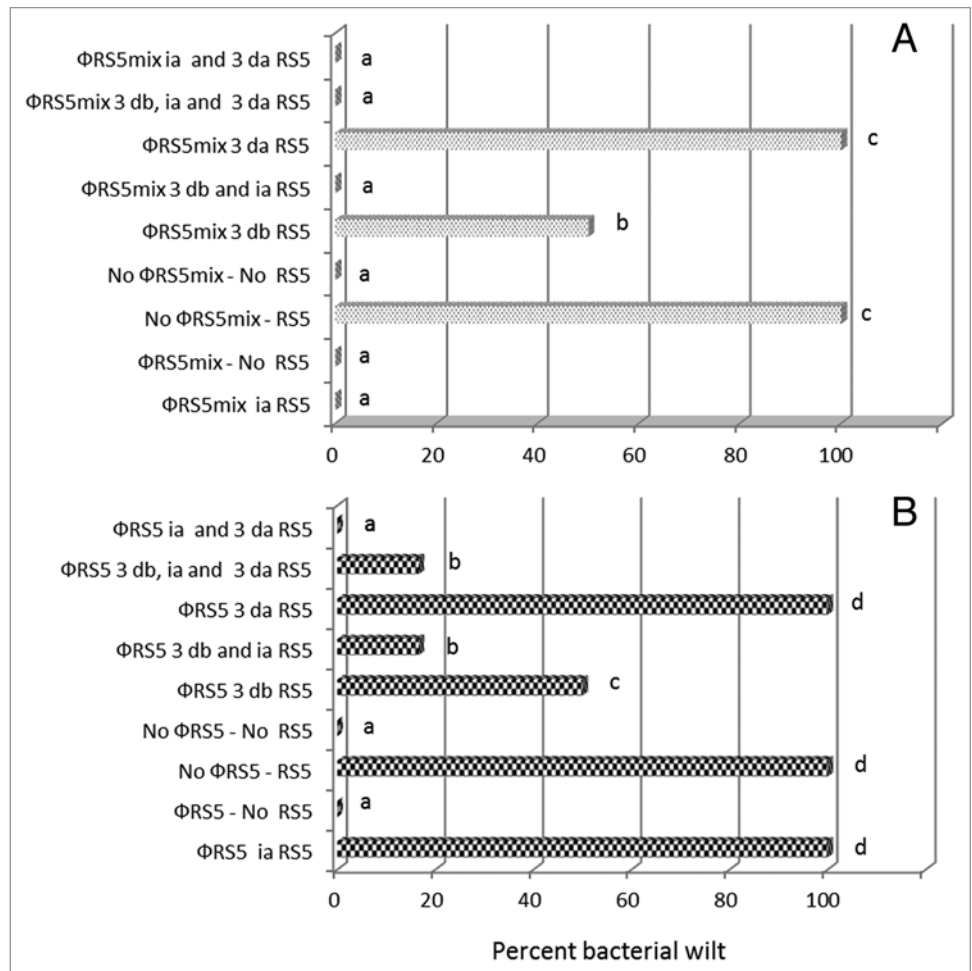 A
ΦRS5mix ia and 3 da RS5 a
ΦRS5mix 3 db, ia and 3 da RS5 a
ΦRS5mix 3 da RS5 c
ΦRS5mix 3 db and ia RS5 a
ΦRS5mix 3 db RS5 b
No ΦRS5mix - No RS5 a
No ΦRS5mix - RS5 c
ΦRS5mix - No RS5 a
ΦRS5mix ia RS5 a
0 20 40 60 80 100
B
ΦRS5 ia and 3 da RS5 a
ΦRS5 3 db, ia and 3 da RS5 b
ΦRS5 3 da RS5 d
ΦRS5 3 db and ia RS5 b
ΦRS5 3 db RS5 c
No ΦRS5 - No RS5 a
No ΦRS5 - RS5 d
ΦRS5 - No RS5 a
ΦRS5 ia RS5 d
0 20 40 60 80 100
Percent bacterial wilt